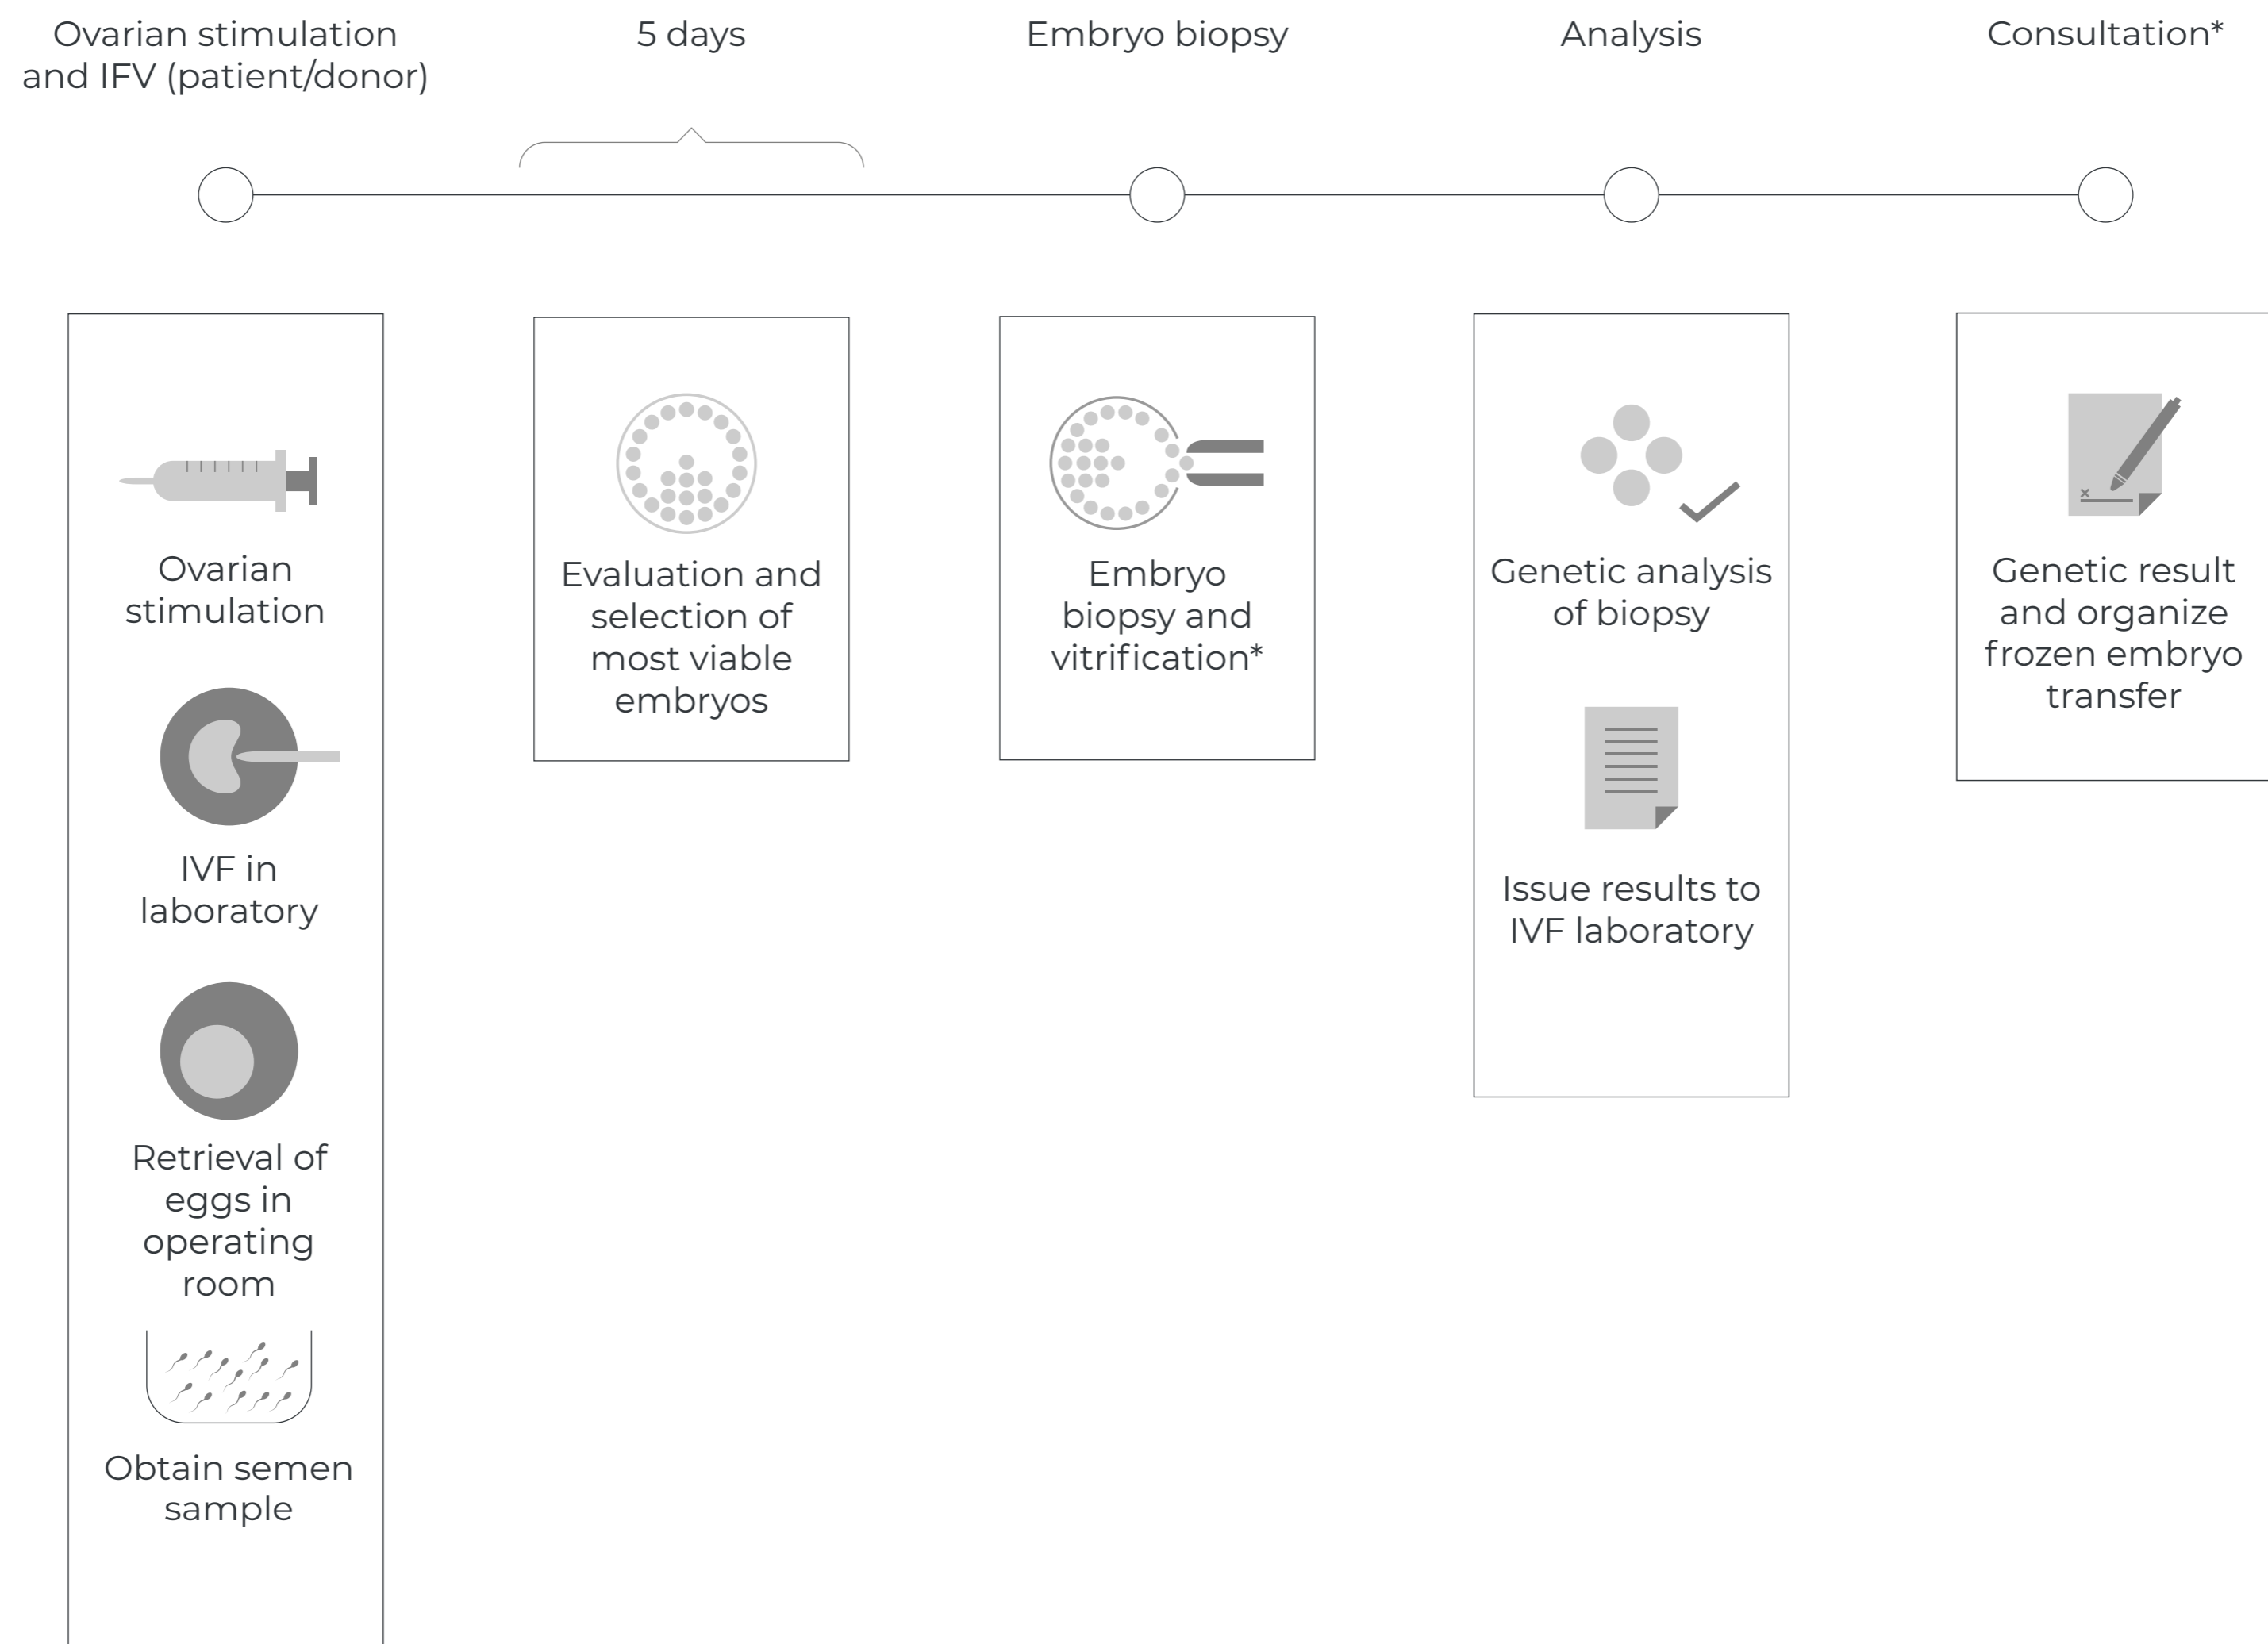 Ovarian stimulation
and IFV (patient/donor)
5 days
Embryo biopsy
Analysis
Consultation*
Ovarian
stimulation
IVF in
laboratory
Retrieval of
eggs in
operating
room
Obtain semen
sample
Evaluation and
selection of
most viable
embryos
Embryo
biopsy and
vitrification*
Genetic analysis
of biopsy
Issue results to
IVF laboratory
Genetic result
and organize
frozen embryo
transfer